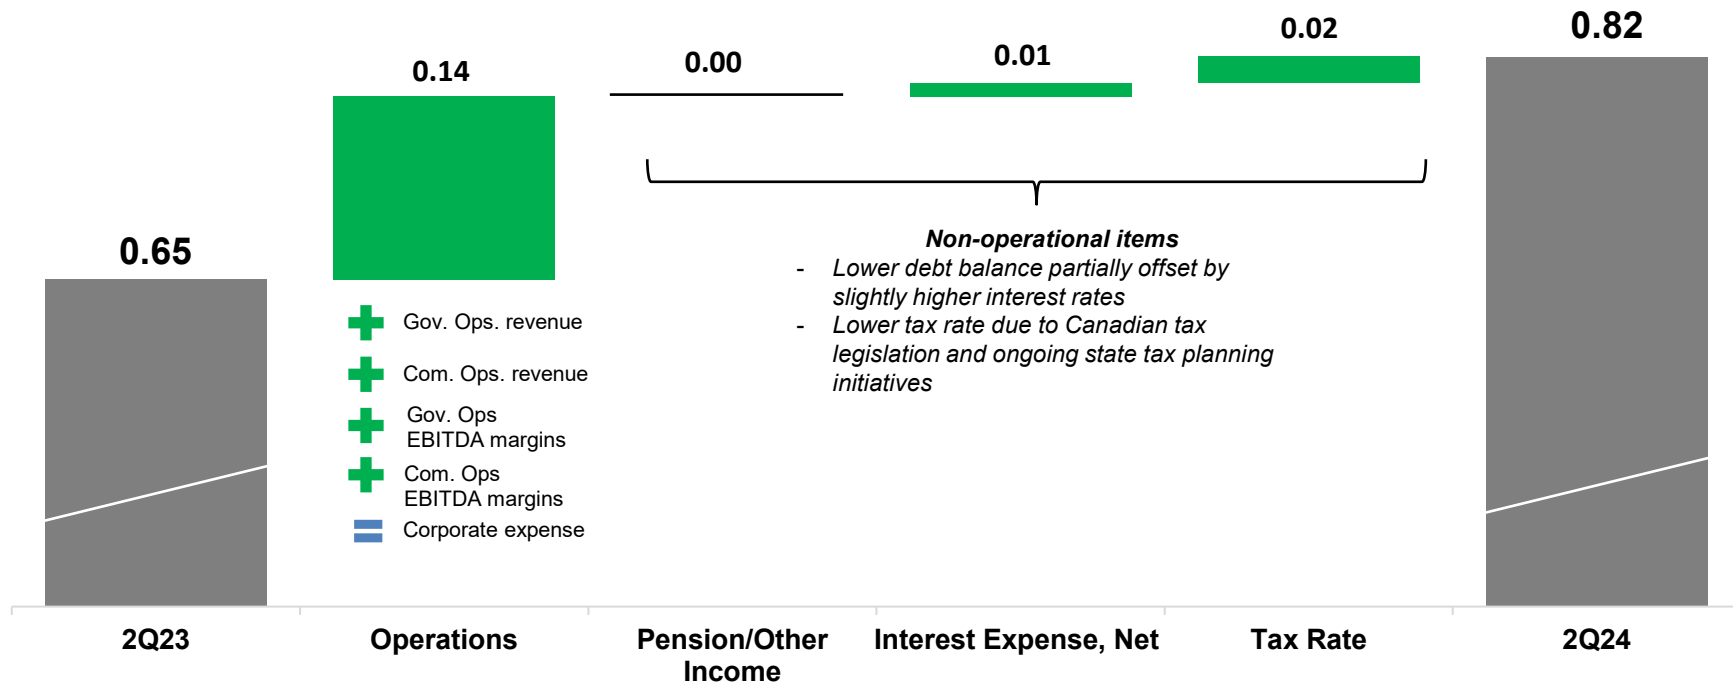 0.65
0.14
0.00
0.01
0.02
0.82
Gov. Ops. revenue
Com. Ops. revenue
Gov. Ops
EBITDA margins
Com. Ops
EBITDA margins
Corporate expense
Non-operational items
- Lower debt balance partially offset by
slightly higher interest rates
- Lower tax rate due to Canadian tax
legislation and ongoing state tax planning
initiatives
2Q23
Operations
Pension/Other
Income
Interest Expense, Net
Tax Rate
2Q24